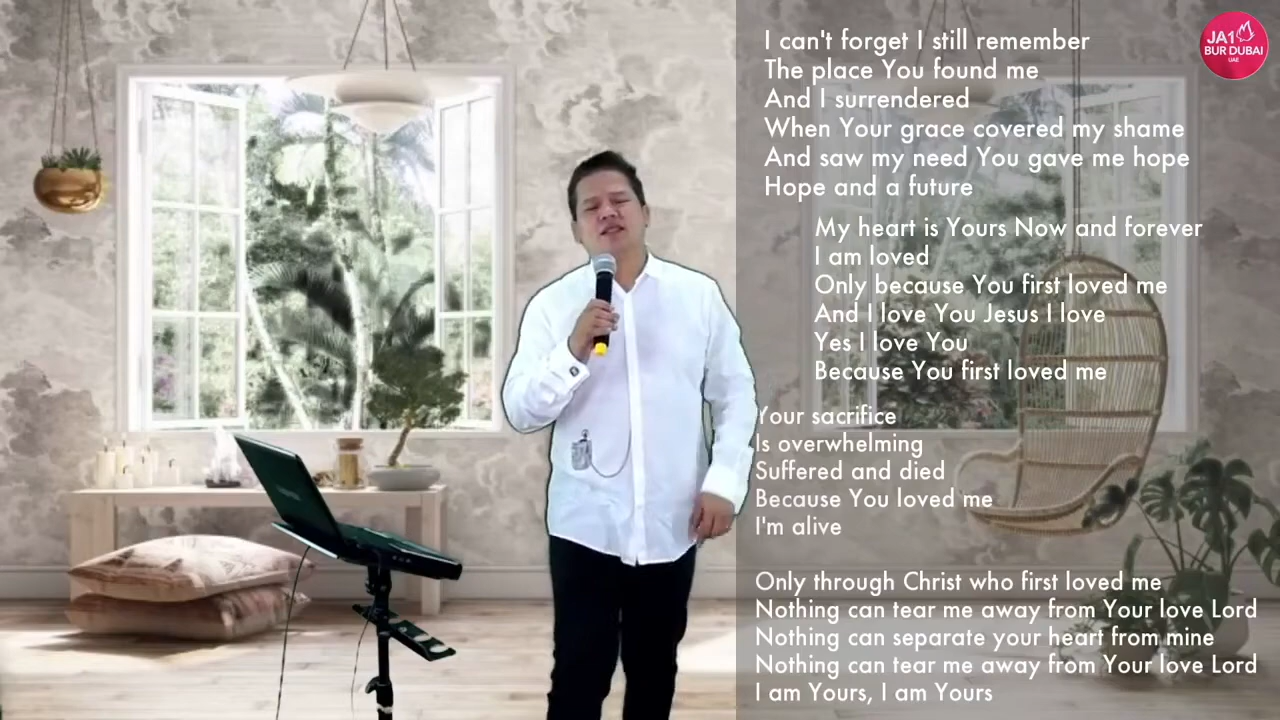 I can't forget I still remember
The place You found me
And I surrendered
When Your grace covered my shame
And saw my need You gave me hope
Hope and a future
My heart is Yours Now and forever
I am loved
Only because You first loved me
And I love You Jesus I love
Yes I love You
Because You first loved me
Your sacrifice
Is overwhelming
Suffered and died
Because You loved me
I'm alive
Only through Christ who first loved me
Nothing can tear me away from Your love Lord
Nothing can separate your heart from mine
Nothing can tear me away from Your love Lord
I am Yours, I am Yours
JA1
BUR DUBAI
UAE